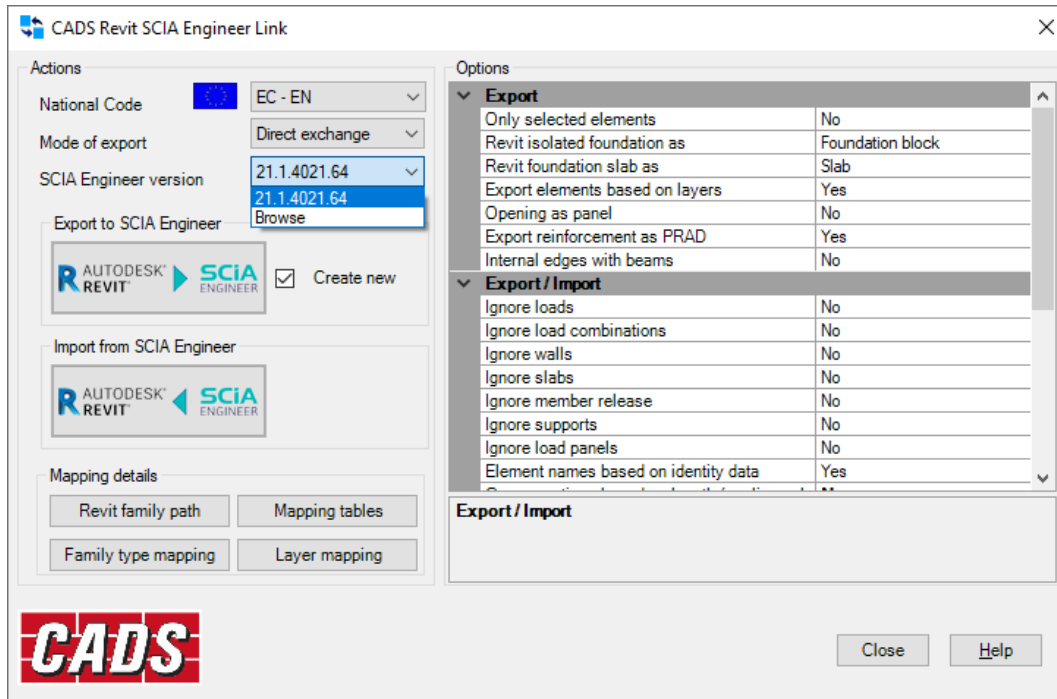 CADS Revit SCIA Engineer Link
Actions
National Code
EC - EN
Mode of export
Direct exchange
SCIA Engineer version
21.1.4021.64
21.1.4021.64
Browse
Export to SCIA Engineer
AUTODESK® SCiA
REVIT® ENGINEER
Create new
Import from SCIA Engineer
AUTODESK® SCiA
REVIT® ENGINEER
Mapping details
Revit family path
Mapping tables
Family type mapping
Layer mapping
Options
Export
Only selected elements No
Revit isolated foundation as Foundation block
Revit foundation slab as Slab
Export elements based on layers Yes
Opening as panel No
Export reinforcement as PRAD Yes
Internal edges with beams No
Export / Import
Ignore loads No
Ignore load combinations No
Ignore walls No
Ignore slabs No
Ignore member release No
Ignore supports No
Ignore load panels No
Element names based on identity data Yes
Export / Import
CADS
Close
Help